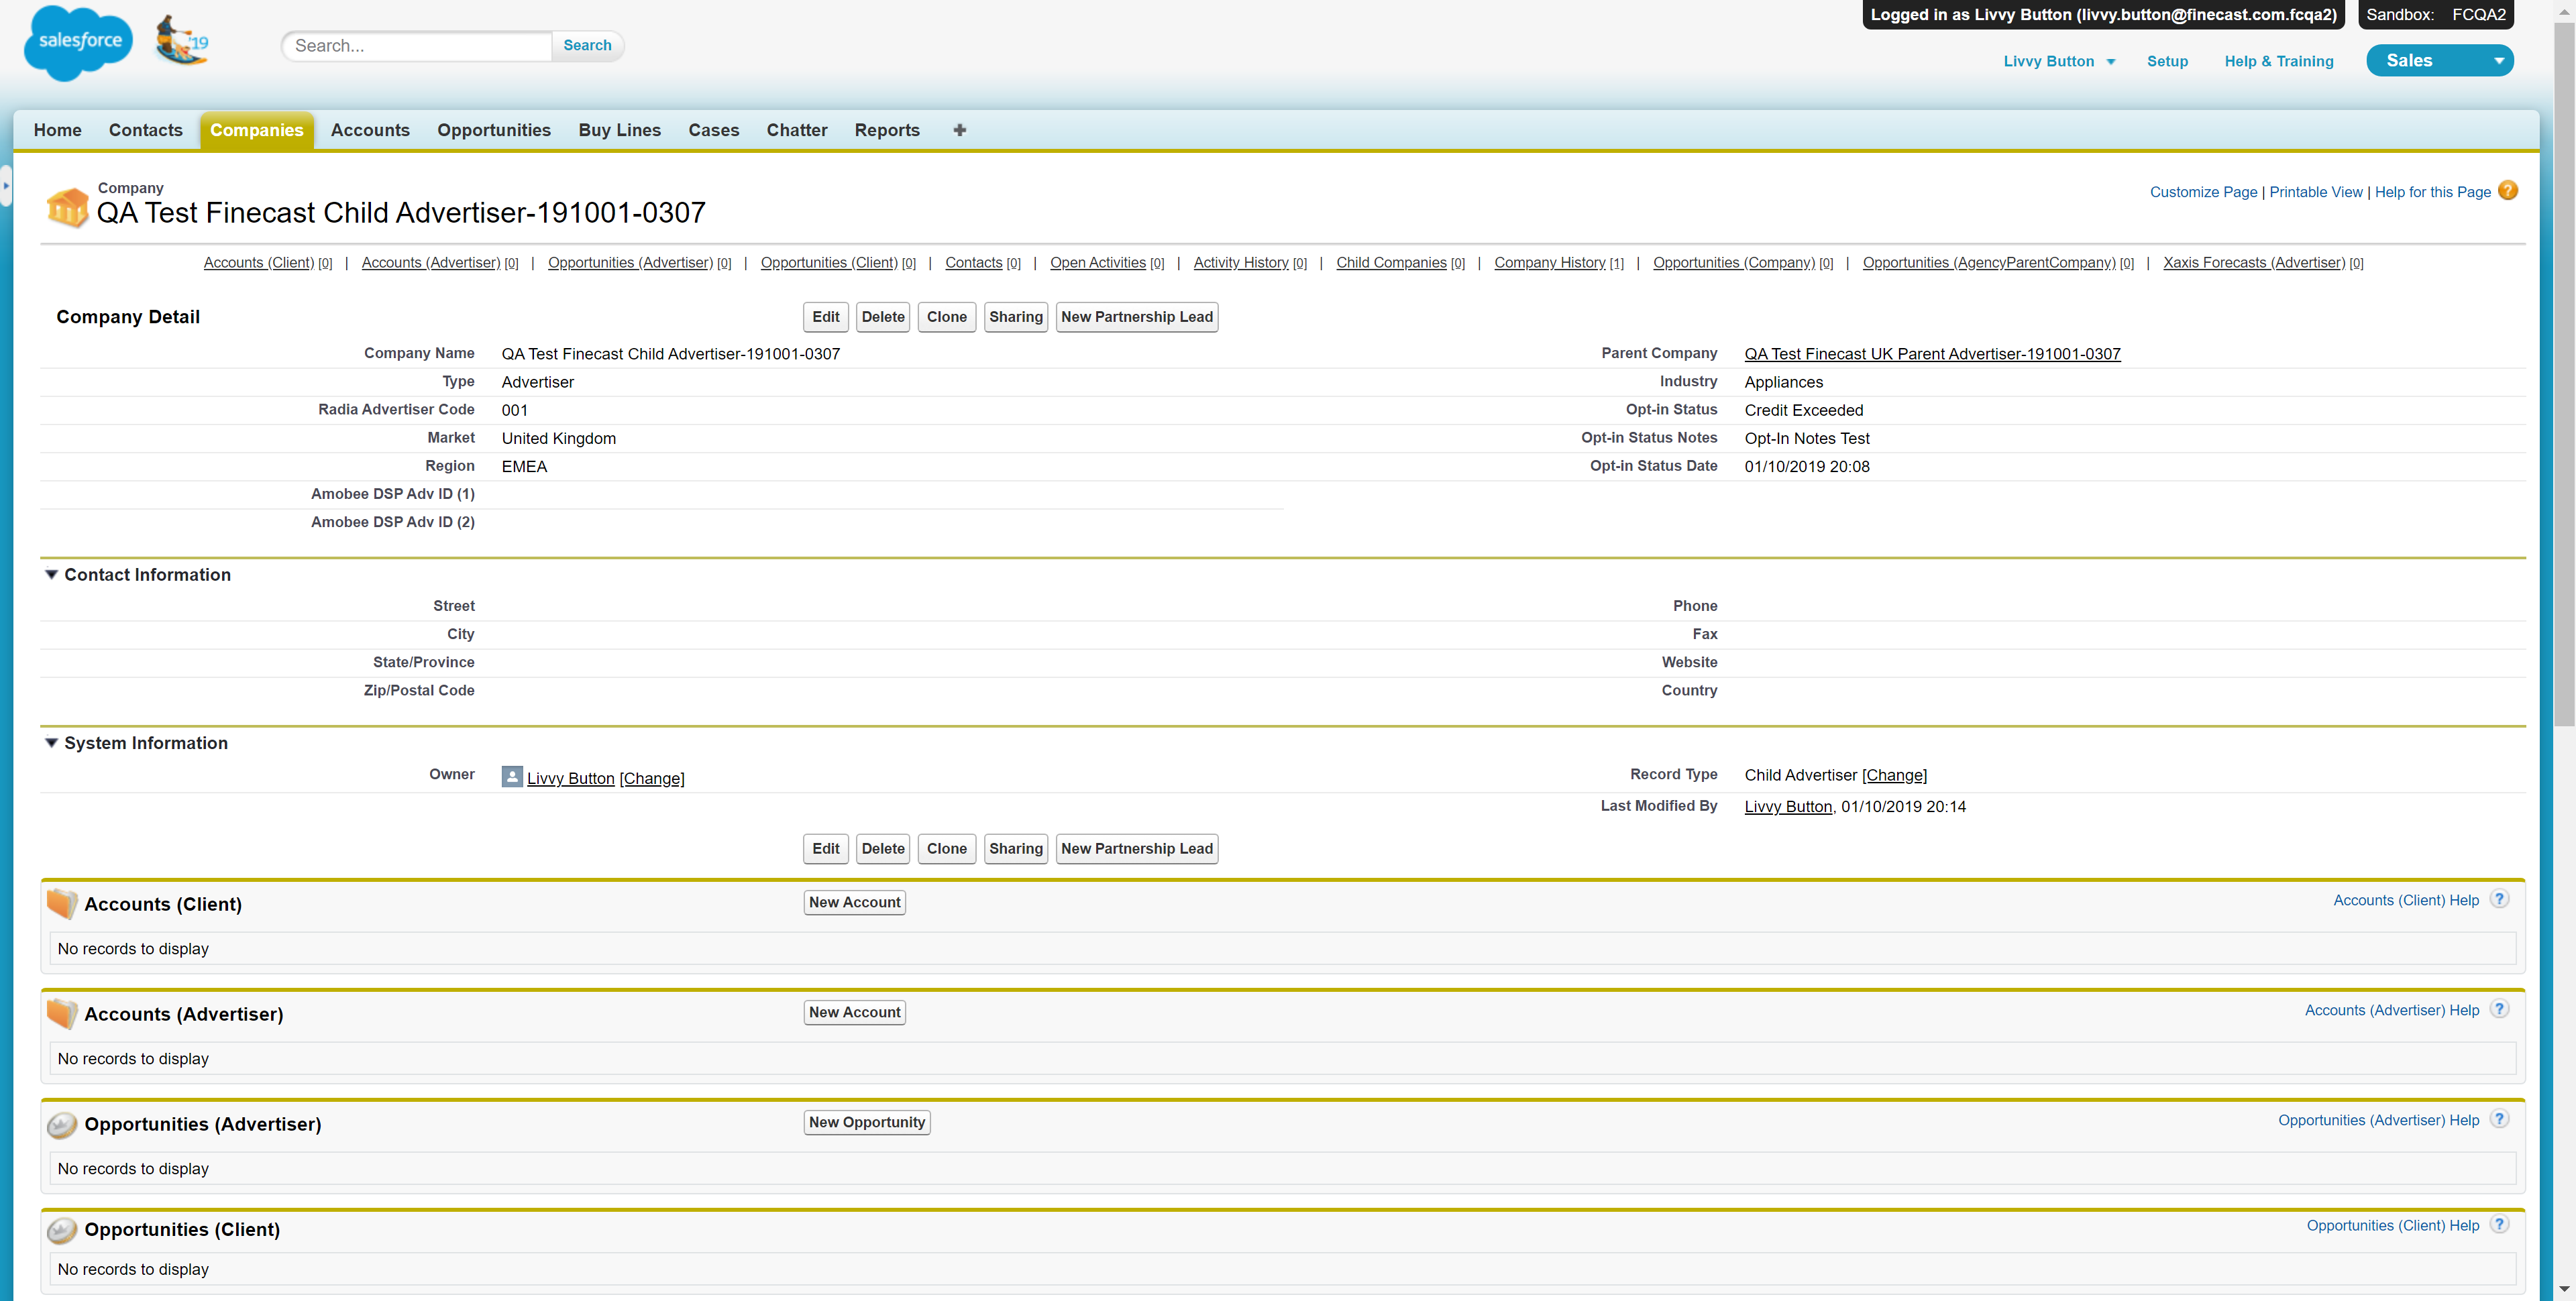 Logged in as Livvy Button (livvy.button@finecast.com.fcqa2) Sandbox: FCQA2
salesforce '19 Search... Search
Livvy Button Setup Help & Training Sales
Home Contacts Companies Accounts Opportunities Buy Lines Cases Chatter Reports +
Company
QA Test Finecast Child Advertiser-191001-0307
Customize Page | Printable View | Help for this Page ?
Accounts (Client) [0] | Accounts (Advertiser) [0] | Opportunities (Advertiser) [0] | Opportunities (Client) [0] | Contacts [0] | Open Activities [0] | Activity History [0] | Child Companies [0] | Company History [1] | Opportunities (Company) [0] | Opportunities (AgencyParentCompany) [0] | Xaxis Forecasts (Advertiser) [0]
Company Detail Edit Delete Clone Sharing New Partnership Lead
Company Name QA Test Finecast Child Advertiser-191001-0307 Parent Company QA Test Finecast UK Parent Advertiser-191001-0307
Type Advertiser Industry Appliances
Radia Advertiser Code 001 Opt-in Status Credit Exceeded
Market United Kingdom Opt-in Status Notes Opt-In Notes Test
Region EMEA Opt-in Status Date 01/10/2019 20:08
Amobee DSP Adv ID (1)
Amobee DSP Adv ID (2)
Contact Information
Street Phone
City Fax
State/Province Website
Zip/Postal Code Country
System Information
Owner Livvy Button [Change] Record Type Child Advertiser [Change]
Last Modified By Livvy Button, 01/10/2019 20:14
Edit Delete Clone Sharing New Partnership Lead
Accounts (Client) New Account Accounts (Client) Help ?
No records to display
Accounts (Advertiser) New Account Accounts (Advertiser) Help ?
No records to display
Opportunities (Advertiser) New Opportunity Opportunities (Advertiser) Help ?
No records to display
Opportunities (Client) Opportunities (Client) Help ?
No records to display